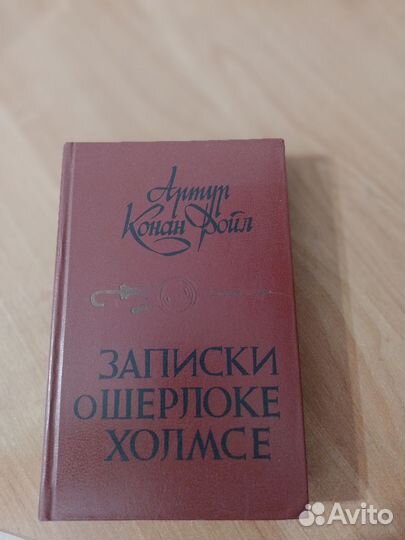 Артур
Конан Дойл
ЗАПИСКИ
О ШЕРЛОКЕ
ХОЛМСЕ
Avito